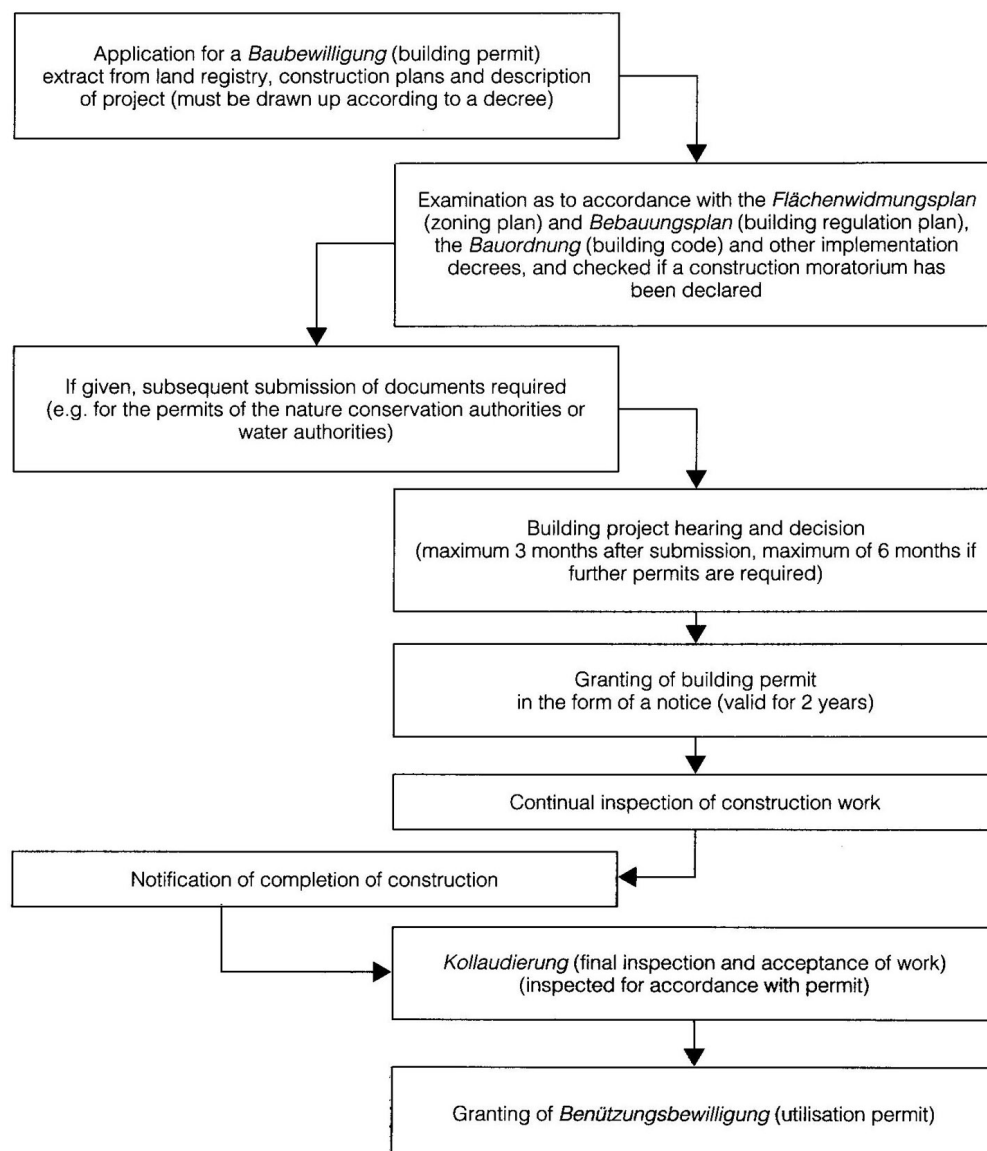 Application for a Baubewilligung (building permit)
extract from land registry, construction plans and description
of project (must be drawn up according to a decree)
Examination as to accordance with the Flächenwidmungsplan
(zoning plan) and Bebauungsplan (building regulation plan),
the Bauordnung (building code) and other implementation
decrees, and checked if a construction moratorium has
been declared
If given, subsequent submission of documents required
(e.g. for the permits of the nature conservation authorities or
water authorities)
Building project hearing and decision
(maximum 3 months after submission, maximum of 6 months if
further permits are required)
Granting of building permit
in the form of a notice (valid for 2 years)
Continual inspection of construction work
Notification of completion of construction
Kollaudierung (final inspection and acceptance of work)
(inspected for accordance with permit)
Granting of Benützungsbewilligung (utilisation permit)